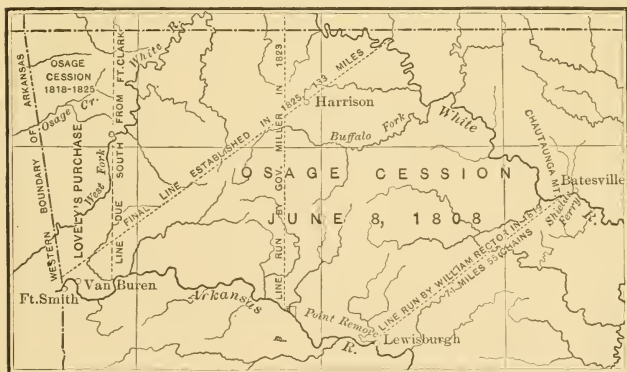 WESTERN BOUNDARY OF ARKANSAS
OSAGE
CESSION
1818-1825
Osage Cr.
LOVELY'S PURCHASE
West Fork
LINE DUE SOUTH FROM FT. CLARK
White R.
FINAL LINE ESTABLISHED IN 1825 133 MILES
LINE RUN BY GOV. MILLER IN 1823
Harrison
Buffalo Fork
White
R.
CHAUTAUNGA MT.
Batesville
Shields
Ferry
OSAGE CESSION
JUNE 8, 1808
LINE RUN BY WILLIAM RECTOR IN
71 MILES 55 CHAINS
Van Buren
Ft. Smith
Arkansas
R.
Point Remove
Lewisburgh